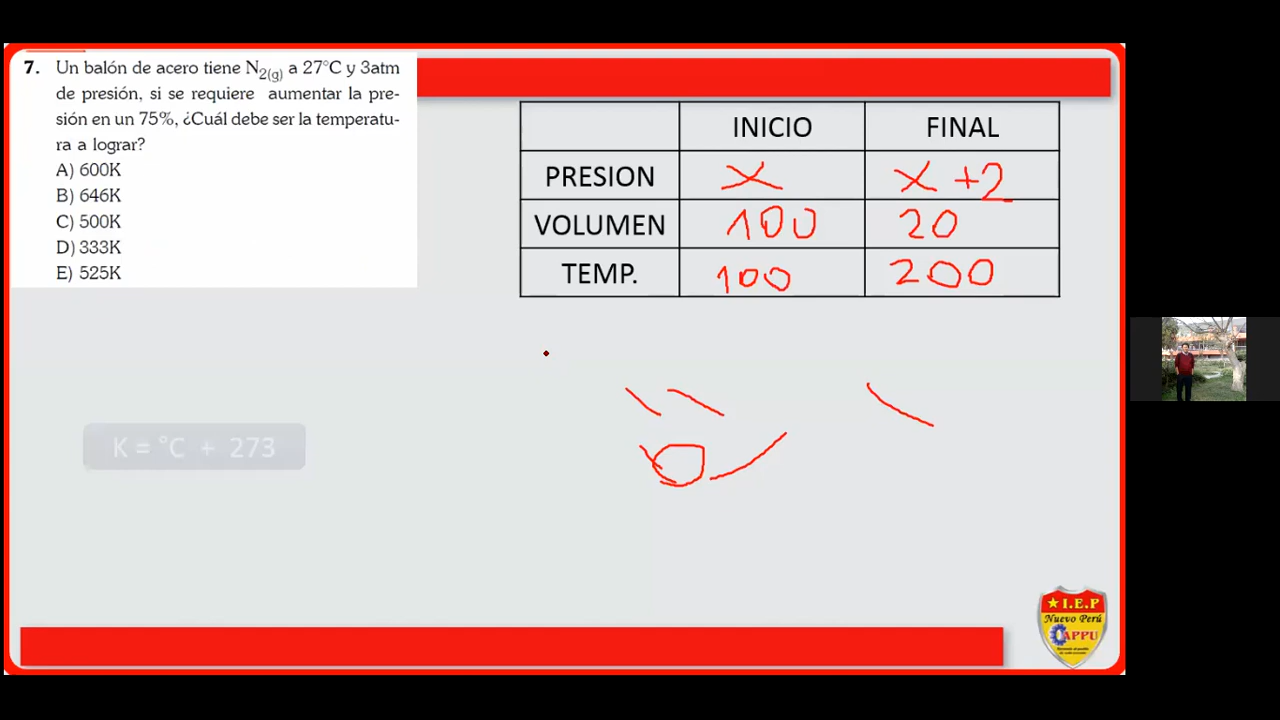 7. Un balón de acero tiene N2(g) a 27°C y 3atm
de presión, si se requiere aumentar la pre-
sión en un 75%, ¿Cuál debe ser la temperatu-
ra a lograr?
A) 600K
B) 646K
C) 500K
D) 333K
E) 525K
INICIO FINAL
PRESION x x +2
VOLUMEN 100 20
TEMP. 100 200
K = °C + 273
I.E.P
Nuevo Perú
APPU